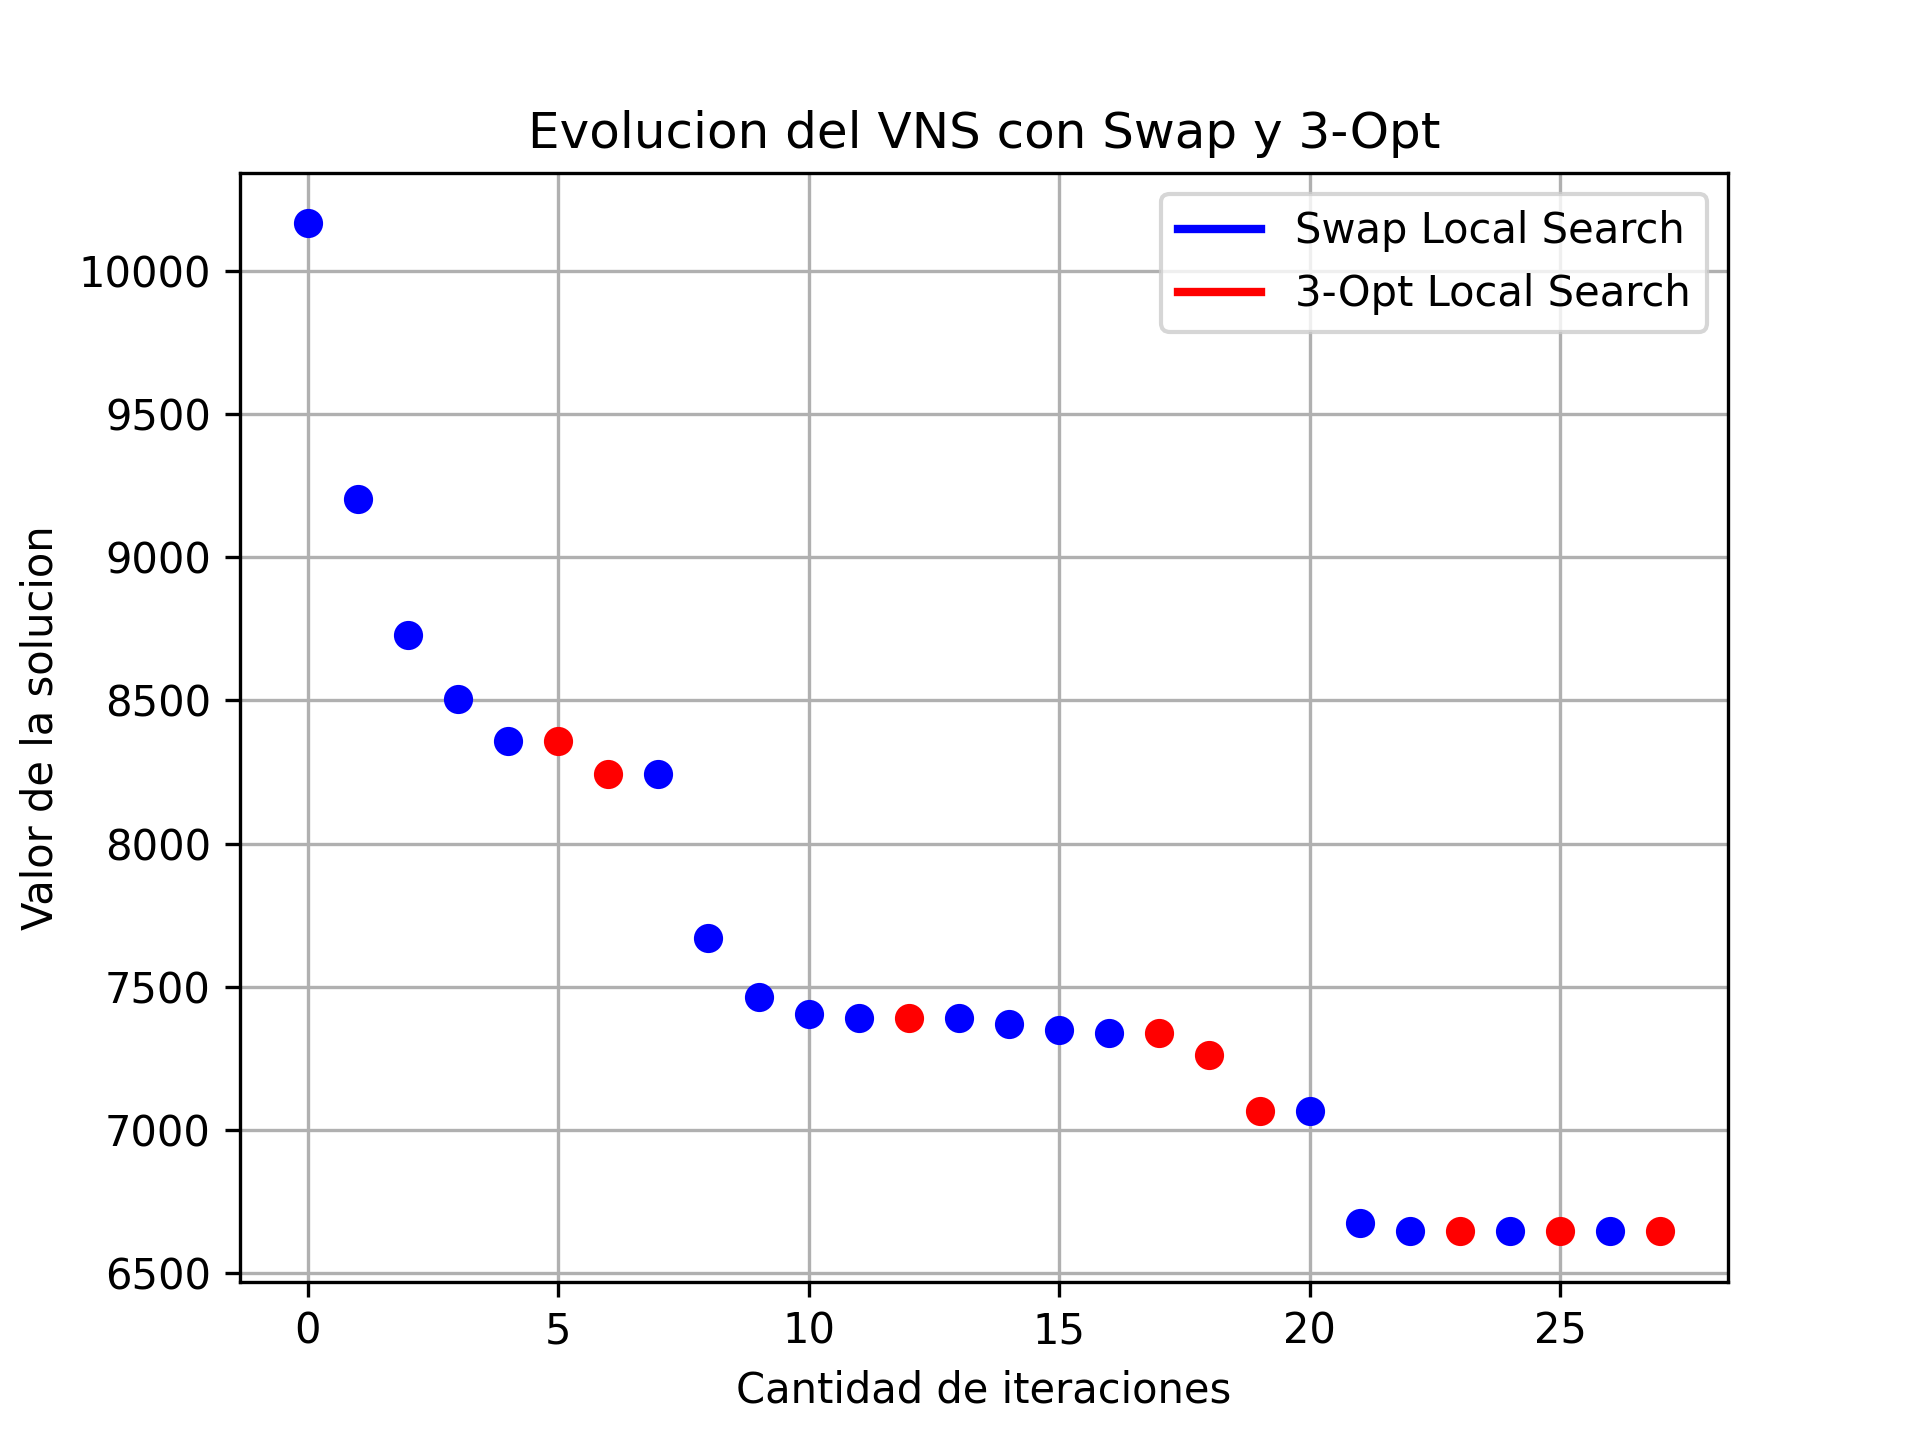 Evolucion del VNS con Swap y 3-Opt
Swap Local Search
3-Opt Local Search
Valor de la solucion
10000
9500
9000
8500
8000
7500
7000
6500
0 5 10 15 20 25
Cantidad de iteraciones